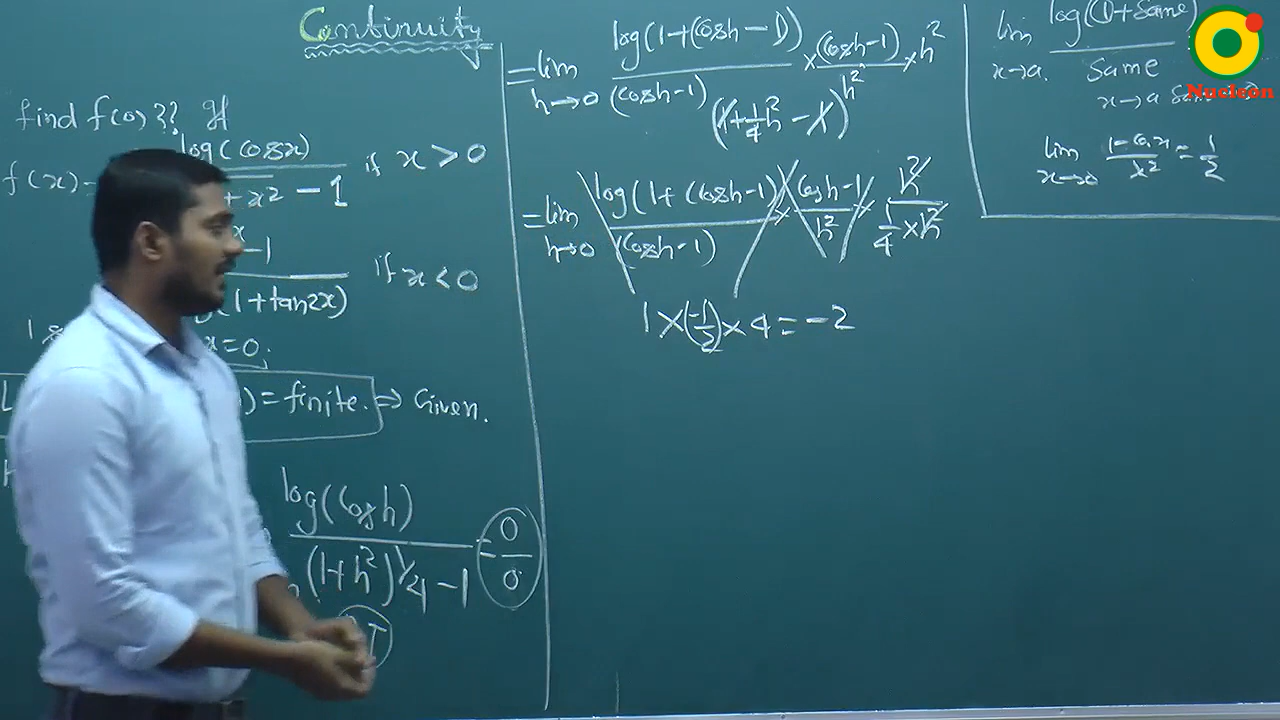 Continuity
find f(0)?? If
f(x) =
log(cosx)
+ x² - 1
if x > 0
x
-1
(1+tan2x)
if x < 0
x=0.
) = finite. ⇒ Given.
log(cosh)
(1+h²)^1/4 - 1
= 0/0
= lim h→0 log(1+(cosh-1)) / (cosh-1) × (cosh-1)/h² × h²
(1+1/4 h² - 1)
= lim h→0 log(1+(cosh-1)) / (cosh-1) × cosh-1 / h² × h² / 1/4 × h²
1 × (-1/2) × 4 = -2
lim x→a log(1+Same) / Same
x→a
lim x→0 1-cosx / x² = 1/2
Nucleon